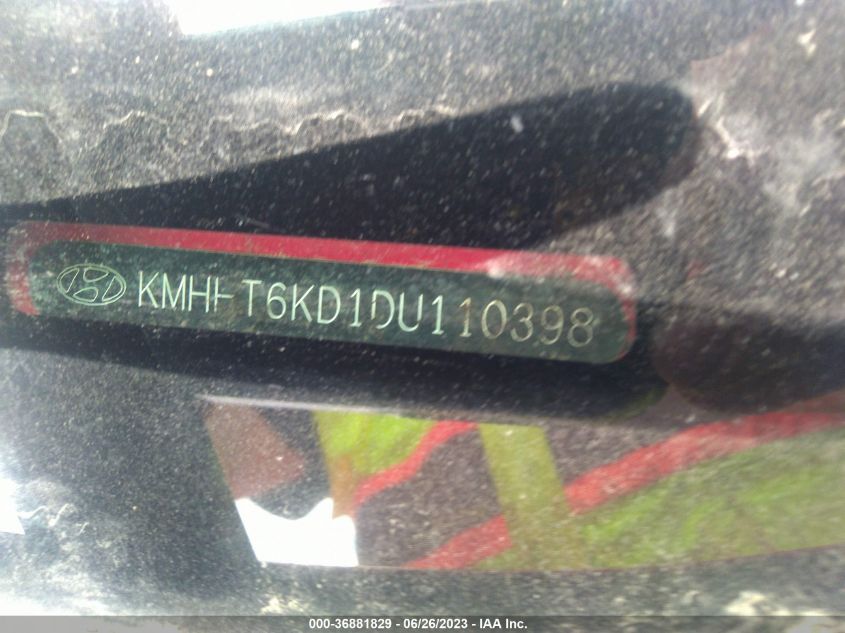 KMHHT6KD1DU110398
000-36881829 - 06/26/2023 - IAA Inc.